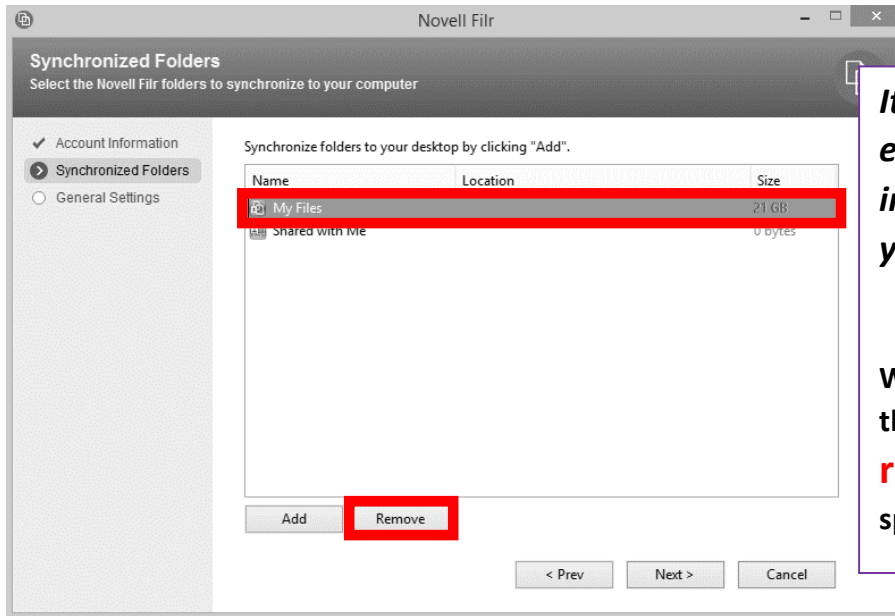 Novell Filr
Synchronized Folders
Select the Novell Filr folders to synchronize to your computer
Account Information
Synchronized Folders
General Settings
Synchronize folders to your desktop by clicking "Add".
Name Location Size
My Files 21 GB
Shared with Me 0 bytes
Add Remove
< Prev Next > Cancel